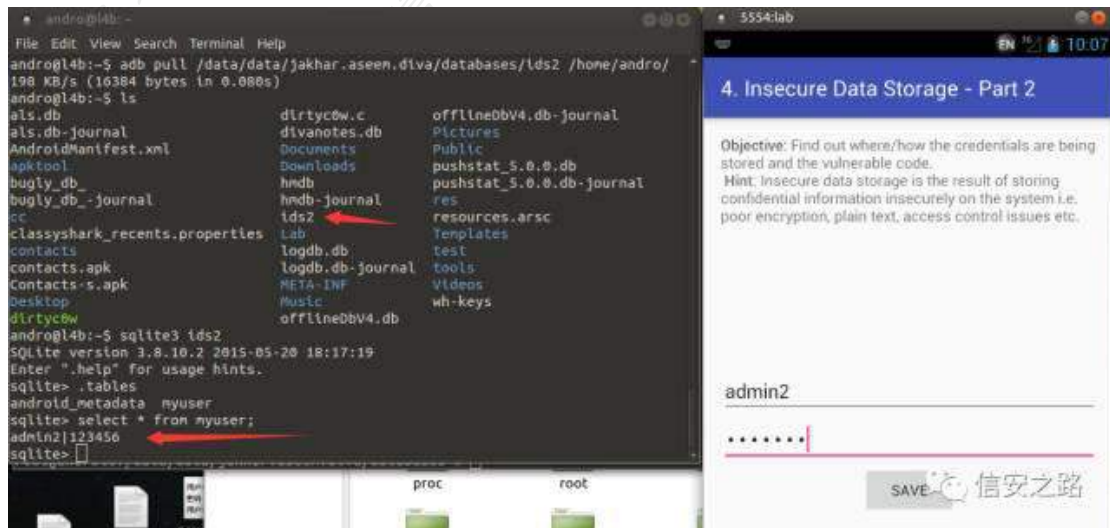 andro@l4b: ~
File Edit View Search Terminal Help
andro@l4b:~$ adb pull /data/data/jakhar.aseem.diva/databases/ids2 /home/andro/
198 KB/s (16384 bytes in 0.080s)
andro@l4b:~$ ls
als.db dirtyc0w.c offlineDbV4.db-journal
als.db-journal divanotes.db Pictures
AndroidManifest.xml Documents Public
apktool Downloads pushstat_5.0.0.db
bugly_db_ hmdb pushstat_5.0.0.db-journal
bugly_db_-journal hmdb-journal res
cc ids2 resources.arsc
classyshark_recents.properties Lab Templates
contacts logdb.db test
contacts.apk logdb.db-journal tools
Contacts-s.apk META-INF Videos
Desktop Music wh-keys
dirtyc0w offlineDbV4.db
andro@l4b:~$ sqlite3 ids2
SQLite version 3.8.10.2 2015-05-20 18:17:19
Enter ".help" for usage hints.
sqlite> .tables
android_metadata myuser
sqlite> select * from myuser;
admin2|123456
sqlite>
proc root
5554:lab
EN 10:07
4. Insecure Data Storage - Part 2
Objective: Find out where/how the credentials are being
stored and the vulnerable code.
Hint: Insecure data storage is the result of storing
confidential information insecurely on the system i.e.
poor encryption, plain text, access control issues etc.
admin2
SAVE
信安之路